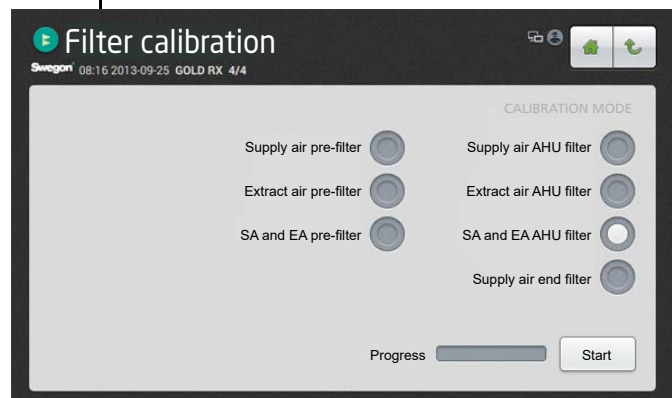 Filter calibration
Swegon 08:16 2013-09-25 GOLD RX 4/4
CALIBRATION MODE
Supply air pre-filter Supply air AHU filter
Extract air pre-filter Extract air AHU filter
SA and EA pre-filter SA and EA AHU filter
Supply air end filter
Progress Start